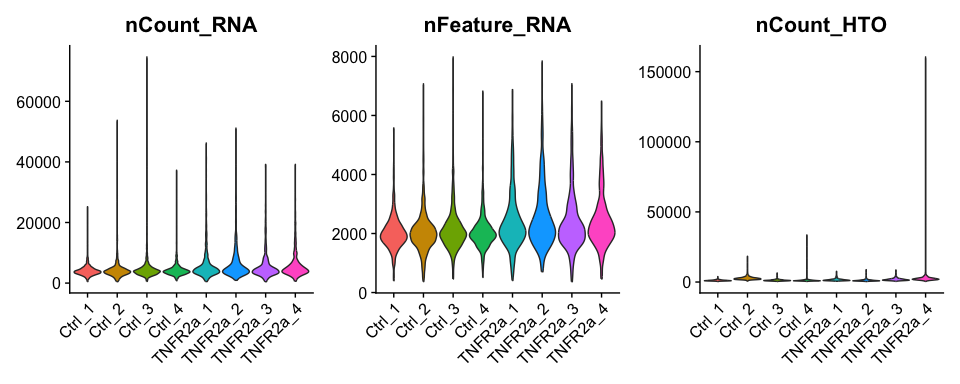 nCount_RNA
60000
40000
20000
0
Ctrl_1
Ctrl_2
Ctrl_3
Ctrl_4
TNFR2a_1
TNFR2a_2
TNFR2a_3
TNFR2a_4
nFeature_RNA
8000
6000
4000
2000
0
Ctrl_1
Ctrl_2
Ctrl_3
Ctrl_4
TNFR2a_1
TNFR2a_2
TNFR2a_3
TNFR2a_4
nCount_HTO
150000
100000
50000
0
Ctrl_1
Ctrl_2
Ctrl_3
Ctrl_4
TNFR2a_1
TNFR2a_2
TNFR2a_3
TNFR2a_4